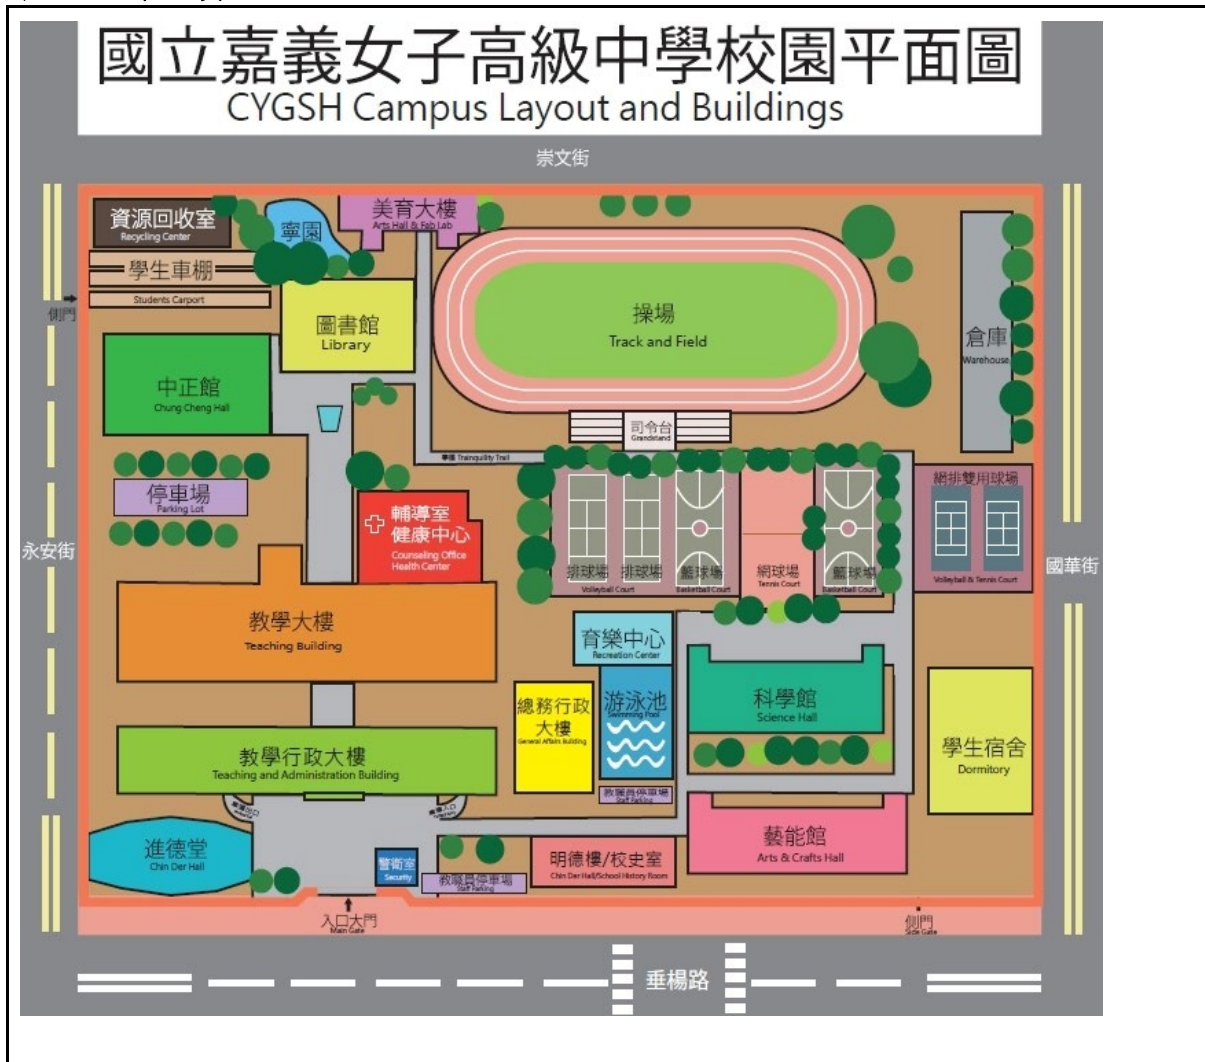 國立嘉義女子高級中學校園平面圖
CYGSH Campus Layout and Buildings
崇文街
資源回收室
Recycling Center
寧園
美育大樓
Arts Hall & Fab Lab
學生車棚
Students Carport
側門
圖書館
Library
操場
Track and Field
倉庫
Warehouse
中正館
Chung Cheng Hall
司令台
Grandstand
Tranquility Trail
停車場
Parking Lot
輔導室
健康中心
Counseling Office
Health Center
網排雙用球場
Volleyball & Tennis Court
永安街
國華街
排球場
排球場
Volleyball Court
籃球場
Basketball Court
網球場
Tennis Court
籃球場
Basketball Court
教學大樓
Teaching Building
育樂中心
Recreation Center
總務行政
大樓
General Affairs Building
游泳池
Swimming Pool
科學館
Science Hall
學生宿舍
Dormitory
教學行政大樓
Teaching and Administration Building
教職員停車場
Staff Parking
進德堂
Chin Der Hall
警衛室
Security
教職員停車場
Staff Parking
明德樓/校史室
Chin Der Hall/School History Room
藝能館
Arts & Crafts Hall
入口大門
Main Gate
側門
Side Gate
垂楊路